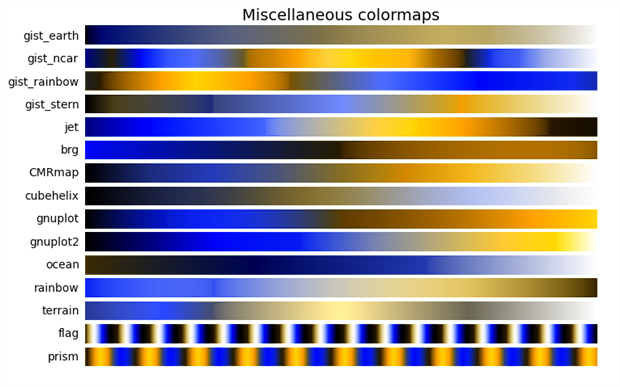 Miscellaneous colormaps
gist_earth
gist_ncar
gist_rainbow
gist_stern
jet
brg
CMRmap
cubehelix
gnuplot
gnuplot2
ocean
rainbow
terrain
flag
prism